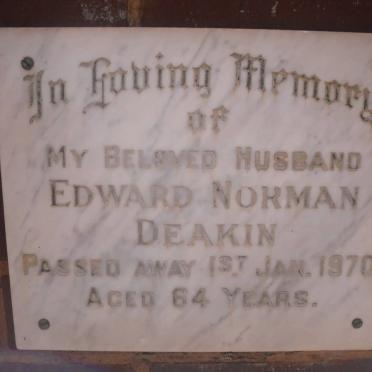 In Loving Memory
of
MY BELOVED HUSBAND
EDWARD NORMAN
DEAKIN
PASSED AWAY 1ST JAN. 1970
AGED 64 YEARS.